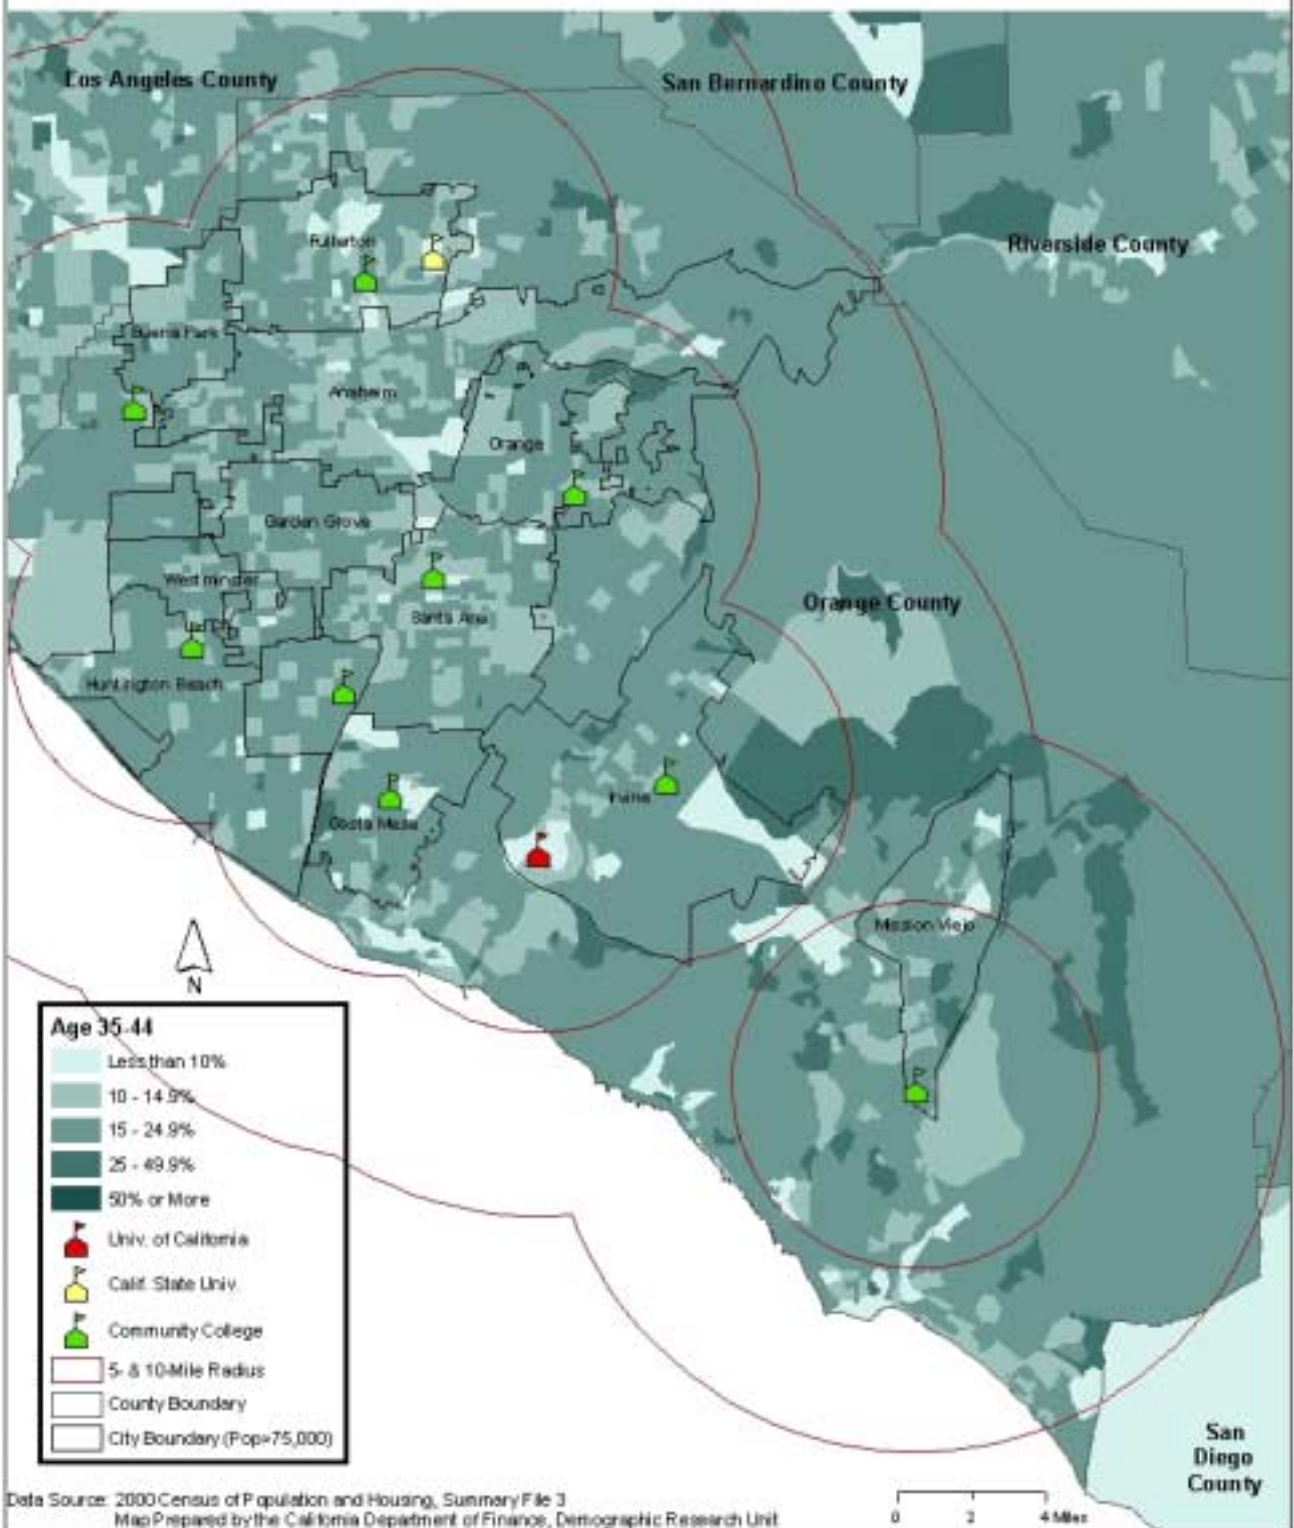 Los Angeles County
San Bernardino County
Riverside County
Fullerton
Buena Park
Anaheim
Orange
Garden Grove
Westminster
Santa Ana
Orange County
Huntington Beach
Irvine
Costa Mesa
Mission Viejo
N
Age 35-44
Less than 10%
10 - 14.9%
15 - 24.9%
25 - 49.9%
50% or More
Univ. of California
Calif. State Univ.
Community College
5- & 10-Mile Radius
County Boundary
City Boundary (Pop>75,000)
San
Diego
County
Data Source: 2000 Census of Population and Housing, Summary File 3
Map Prepared by the California Department of Finance, Demographic Research Unit
0 2 4 Miles